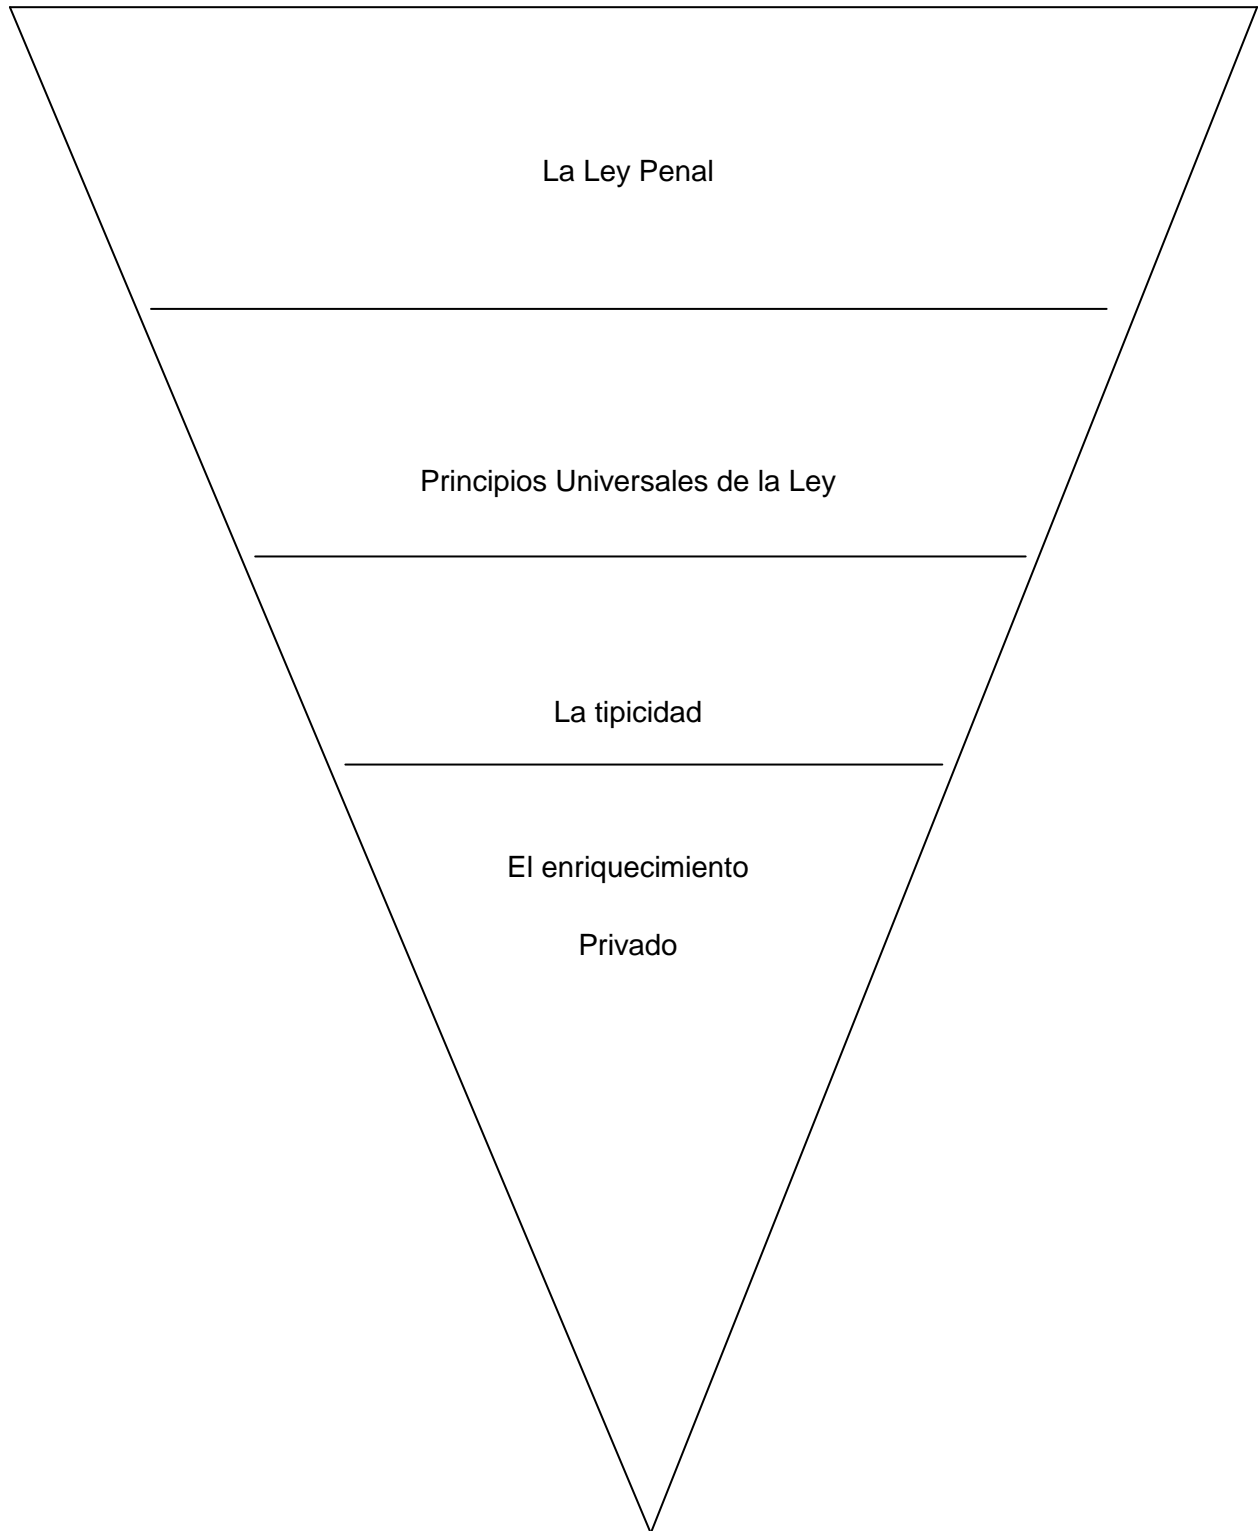 La Ley Penal
Principios Universales de la Ley
La tipicidad
El enriquecimiento
Privado